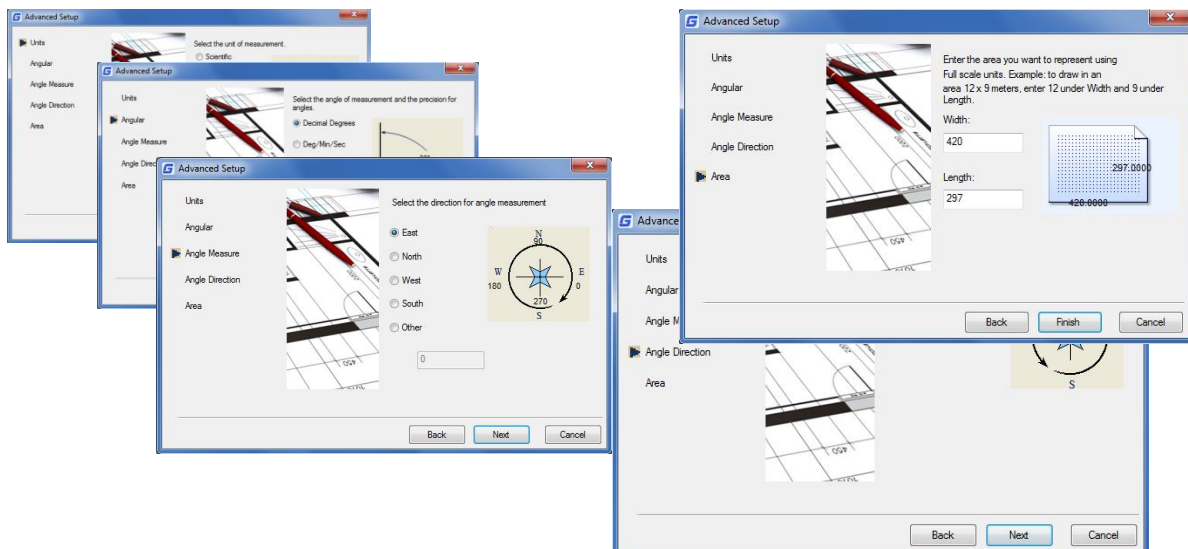 Advanced Setup
Units
Angular
Angle Measure
Angle Direction
Area
Select the unit of measurement.
Scientific
Advanced Setup
Units
Angular
Angle Measure
Angle Direc
Area
Select the angle of measurement and the precision for
angles.
Decimal Degrees
Deg/Min/Sec
Advanced Setup
Units
Angular
Angle Measure
Angle Direction
Area
Select the direction for angle measurement
East
North
West
South
Other
0
N
90
W
180
E
0
270
S
450
Back
Next
Cancel
Advance
Units
Angular
Angle M
Angle Direction
Area
S
450
Back
Next
Cancel
Advanced Setup
Units
Angular
Angle Measure
Angle Direction
Area
Enter the area you want to represent using
Full scale units. Example: to draw in an
area 12 x 9 meters, enter 12 under Width and 9 under
Length.
Width:
420
Length:
297
297.0000
420.0000
450
Back
Finish
Cancel